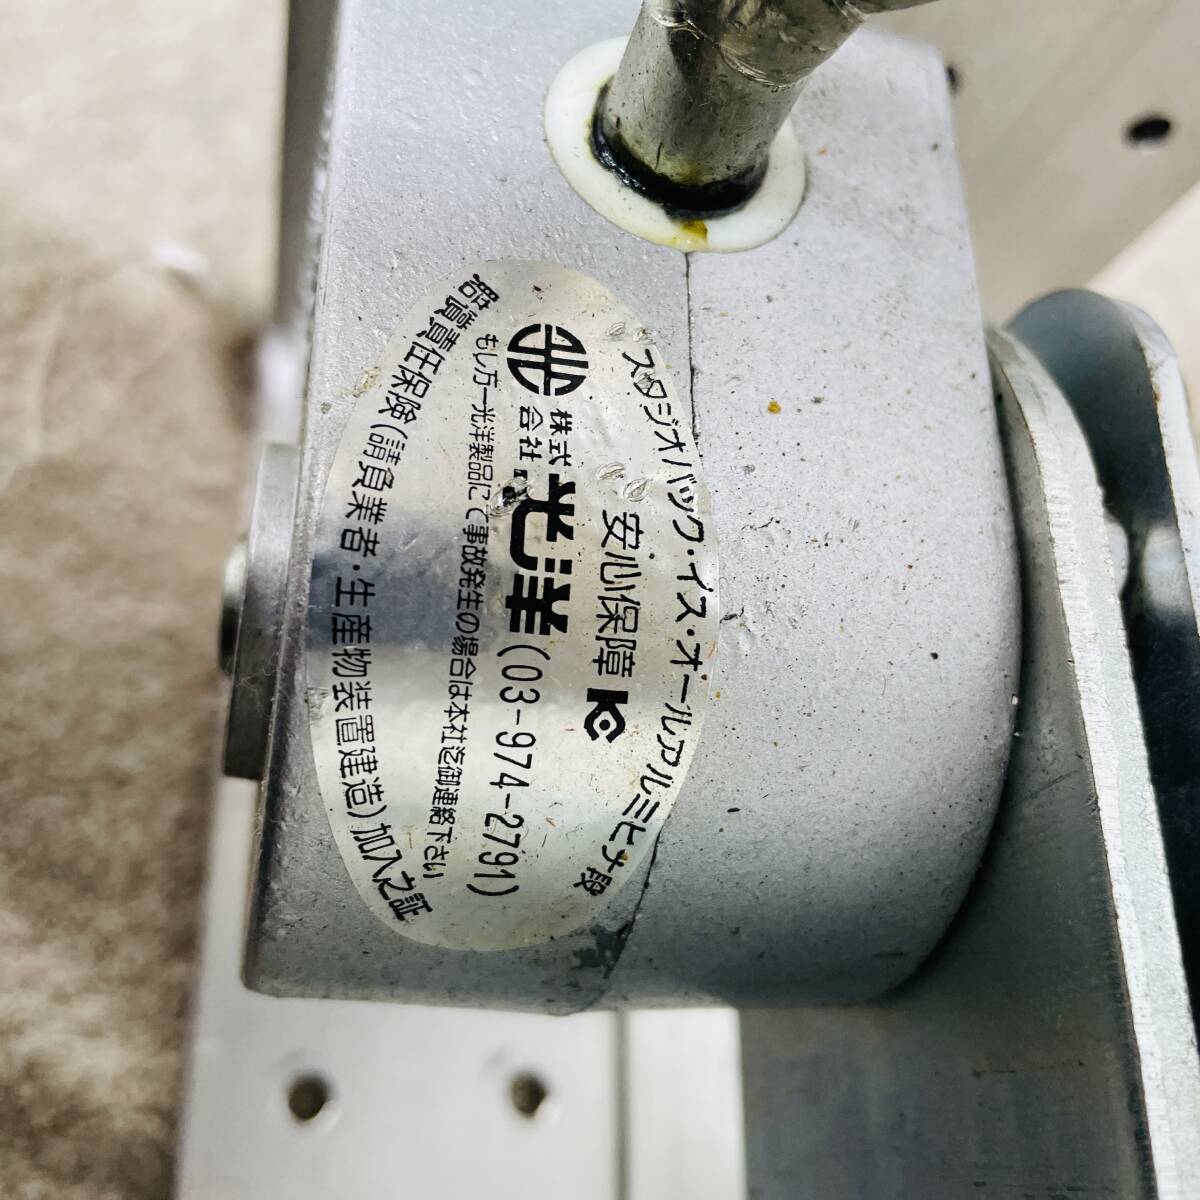 スタジオバック・イス・オールアルミヒナ段
安心保障
株式会社 光洋(03-974-2791)
もし万一光洋製品にて事故発生の場合は本社迄御連絡下さい
賠償責任保険(請負業者・生産物装置建造)加入之証